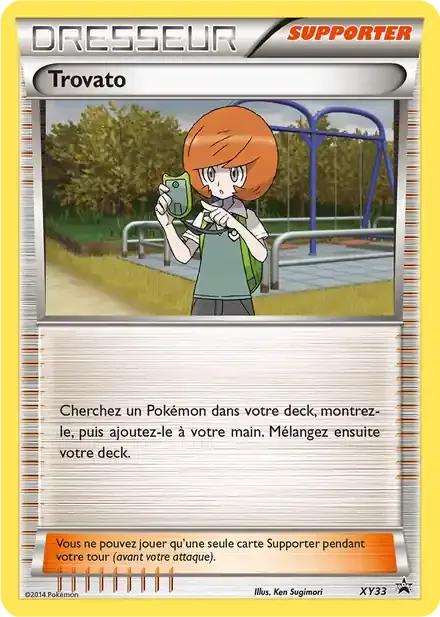 DRESSEUR
SUPPORTER
Trovato
Cherchez un Pokémon dans votre deck, montrez-
le, puis ajoutez-le à votre main. Mélangez ensuite
votre deck.
Vous ne pouvez jouer qu'une seule carte Supporter pendant
votre tour (avant votre attaque).
©2014 Pokémon
Illus. Ken Sugimori
XY33